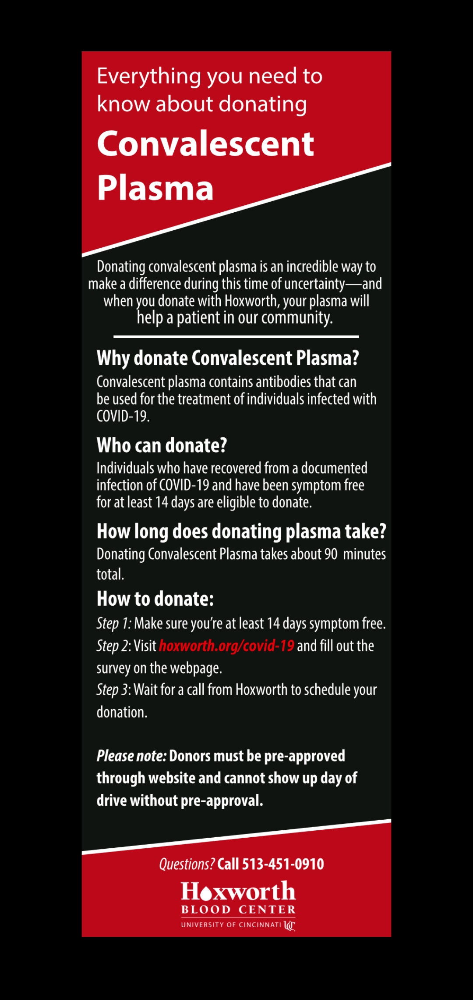 Everything you need to
know about donating
Convalescent
Plasma
Donating convalescent plasma is an incredible way to
make a difference during this time of uncertainty—and
when you donate with Hoxworth, your plasma will
help a patient in our community.
Why donate Convalescent Plasma?
Convalescent plasma contains antibodies that can
be used for the treatment of individuals infected with
COVID-19.
Who can donate?
Individuals who have recovered from a documented
infection of COVID-19 and have been symptom free
for at least 14 days are eligible to donate.
How long does donating plasma take?
Donating Convalescent Plasma takes about 90 minutes
total.
How to donate:
Step 1: Make sure you’re at least 14 days symptom free.
Step 2: Visit hoxworth.org/covid-19 and fill out the
survey on the webpage.
Step 3: Wait for a call from Hoxworth to schedule your
donation.
Please note: Donors must be pre-approved
through website and cannot show up day of
drive without pre-approval.
Questions? Call 513-451-0910
Hoxworth
BLOOD CENTER
UNIVERSITY OF CINCINNATI UC